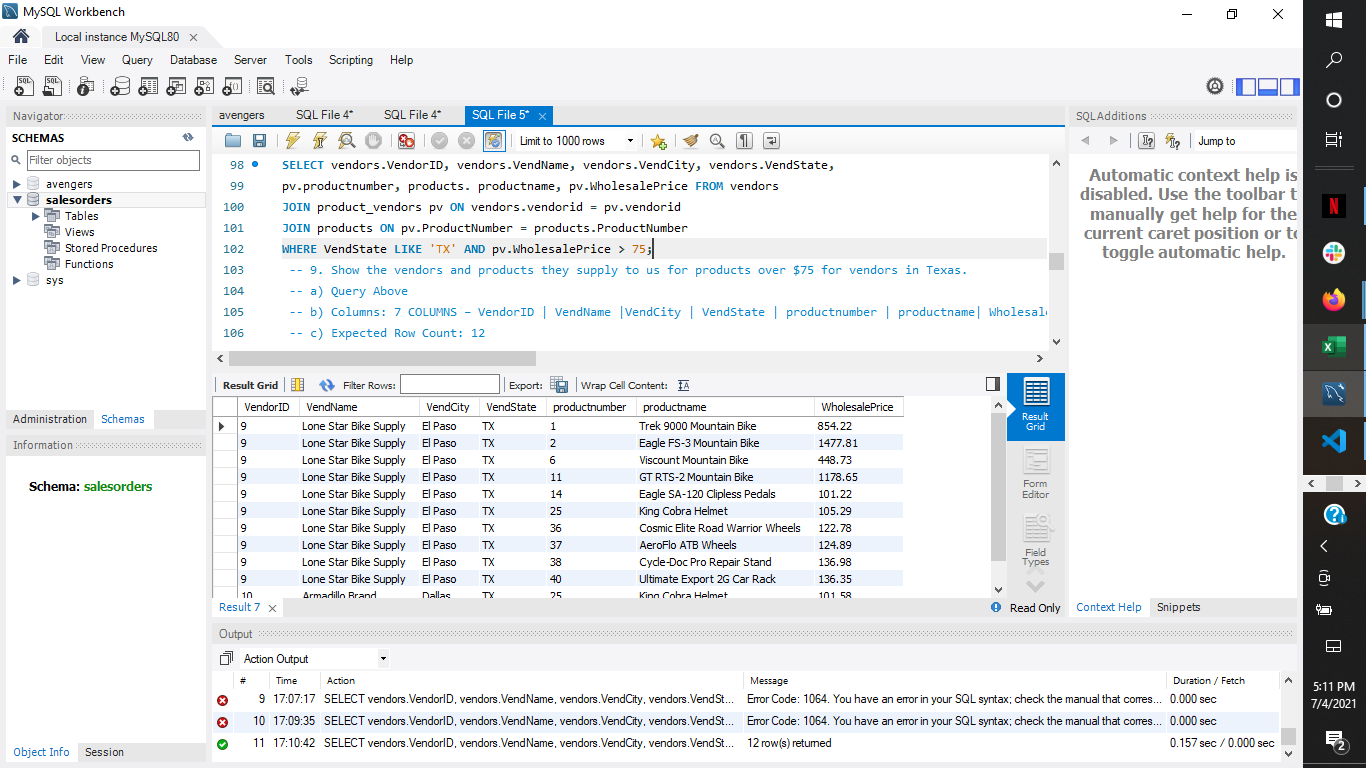 MySQL Workbench
Local instance MySQL80
File Edit View Query Database Server Tools Scripting Help
Navigator
SCHEMAS
Filter objects
avengers
salesorders
Tables
Views
Stored Procedures
Functions
sys
Administration Schemas
Information
Schema: salesorders
Object Info Session
avengers SQL File 4* SQL File 4* SQL File 5*
Limit to 1000 rows
98 SELECT vendors.VendorID, vendors.VendName, vendors.VendCity, vendors.VendState,
99 pv.productnumber, products. productname, pv.WholesalePrice FROM vendors
100 JOIN product_vendors pv ON vendors.vendorid = pv.vendorid
101 JOIN products ON pv.ProductNumber = products.ProductNumber
102 WHERE VendState LIKE 'TX' AND pv.WholesalePrice > 75;
103 -- 9. Show the vendors and products they supply to us for products over $75 for vendors in Texas.
104 -- a) Query Above
105 -- b) Columns: 7 COLUMNS – VendorID | VendName |VendCity | VendState | productnumber | productname| Wholesal
106 -- c) Expected Row Count: 12
Result Grid Filter Rows: Export: Wrap Cell Content:
VendorID VendName VendCity VendState productnumber productname WholesalePrice
9 Lone Star Bike Supply El Paso TX 1 Trek 9000 Mountain Bike 854.22
9 Lone Star Bike Supply El Paso TX 2 Eagle FS-3 Mountain Bike 1477.81
9 Lone Star Bike Supply El Paso TX 6 Viscount Mountain Bike 448.73
9 Lone Star Bike Supply El Paso TX 11 GT RTS-2 Mountain Bike 1178.65
9 Lone Star Bike Supply El Paso TX 14 Eagle SA-120 Clipless Pedals 101.22
9 Lone Star Bike Supply El Paso TX 25 King Cobra Helmet 105.29
9 Lone Star Bike Supply El Paso TX 36 Cosmic Elite Road Warrior Wheels 122.78
9 Lone Star Bike Supply El Paso TX 37 AeroFlo ATB Wheels 124.89
9 Lone Star Bike Supply El Paso TX 38 Cycle-Doc Pro Repair Stand 136.98
9 Lone Star Bike Supply El Paso TX 40 Ultimate Export 2G Car Rack 136.35
10 Armadillo Brand Dallas TX 25 King Cobra Helmet 101.58
Result Grid
Form Editor
Field Types
Result 7
Read Only
SQLAdditions
Jump to
Automatic context help is
disabled. Use the toolbar t
manually get help for the
current caret position or to
toggle automatic help.
Context Help Snippets
Output
Action Output
# Time Action Message Duration / Fetch
9 17:07:17 SELECT vendors.VendorID, vendors.VendName, vendors.VendCity, vendors.VendSt... Error Code: 1064. You have an error in your SQL syntax; check the manual that corres... 0.000 sec
10 17:09:35 SELECT vendors.VendorID, vendors.VendName, vendors.VendCity, vendors.VendSt... Error Code: 1064. You have an error in your SQL syntax; check the manual that corres... 0.000 sec
11 17:10:42 SELECT vendors.VendorID, vendors.VendName, vendors.VendCity, vendors.VendSt... 12 row(s) returned 0.157 sec / 0.000 sec
5:11 PM
7/4/2021
2